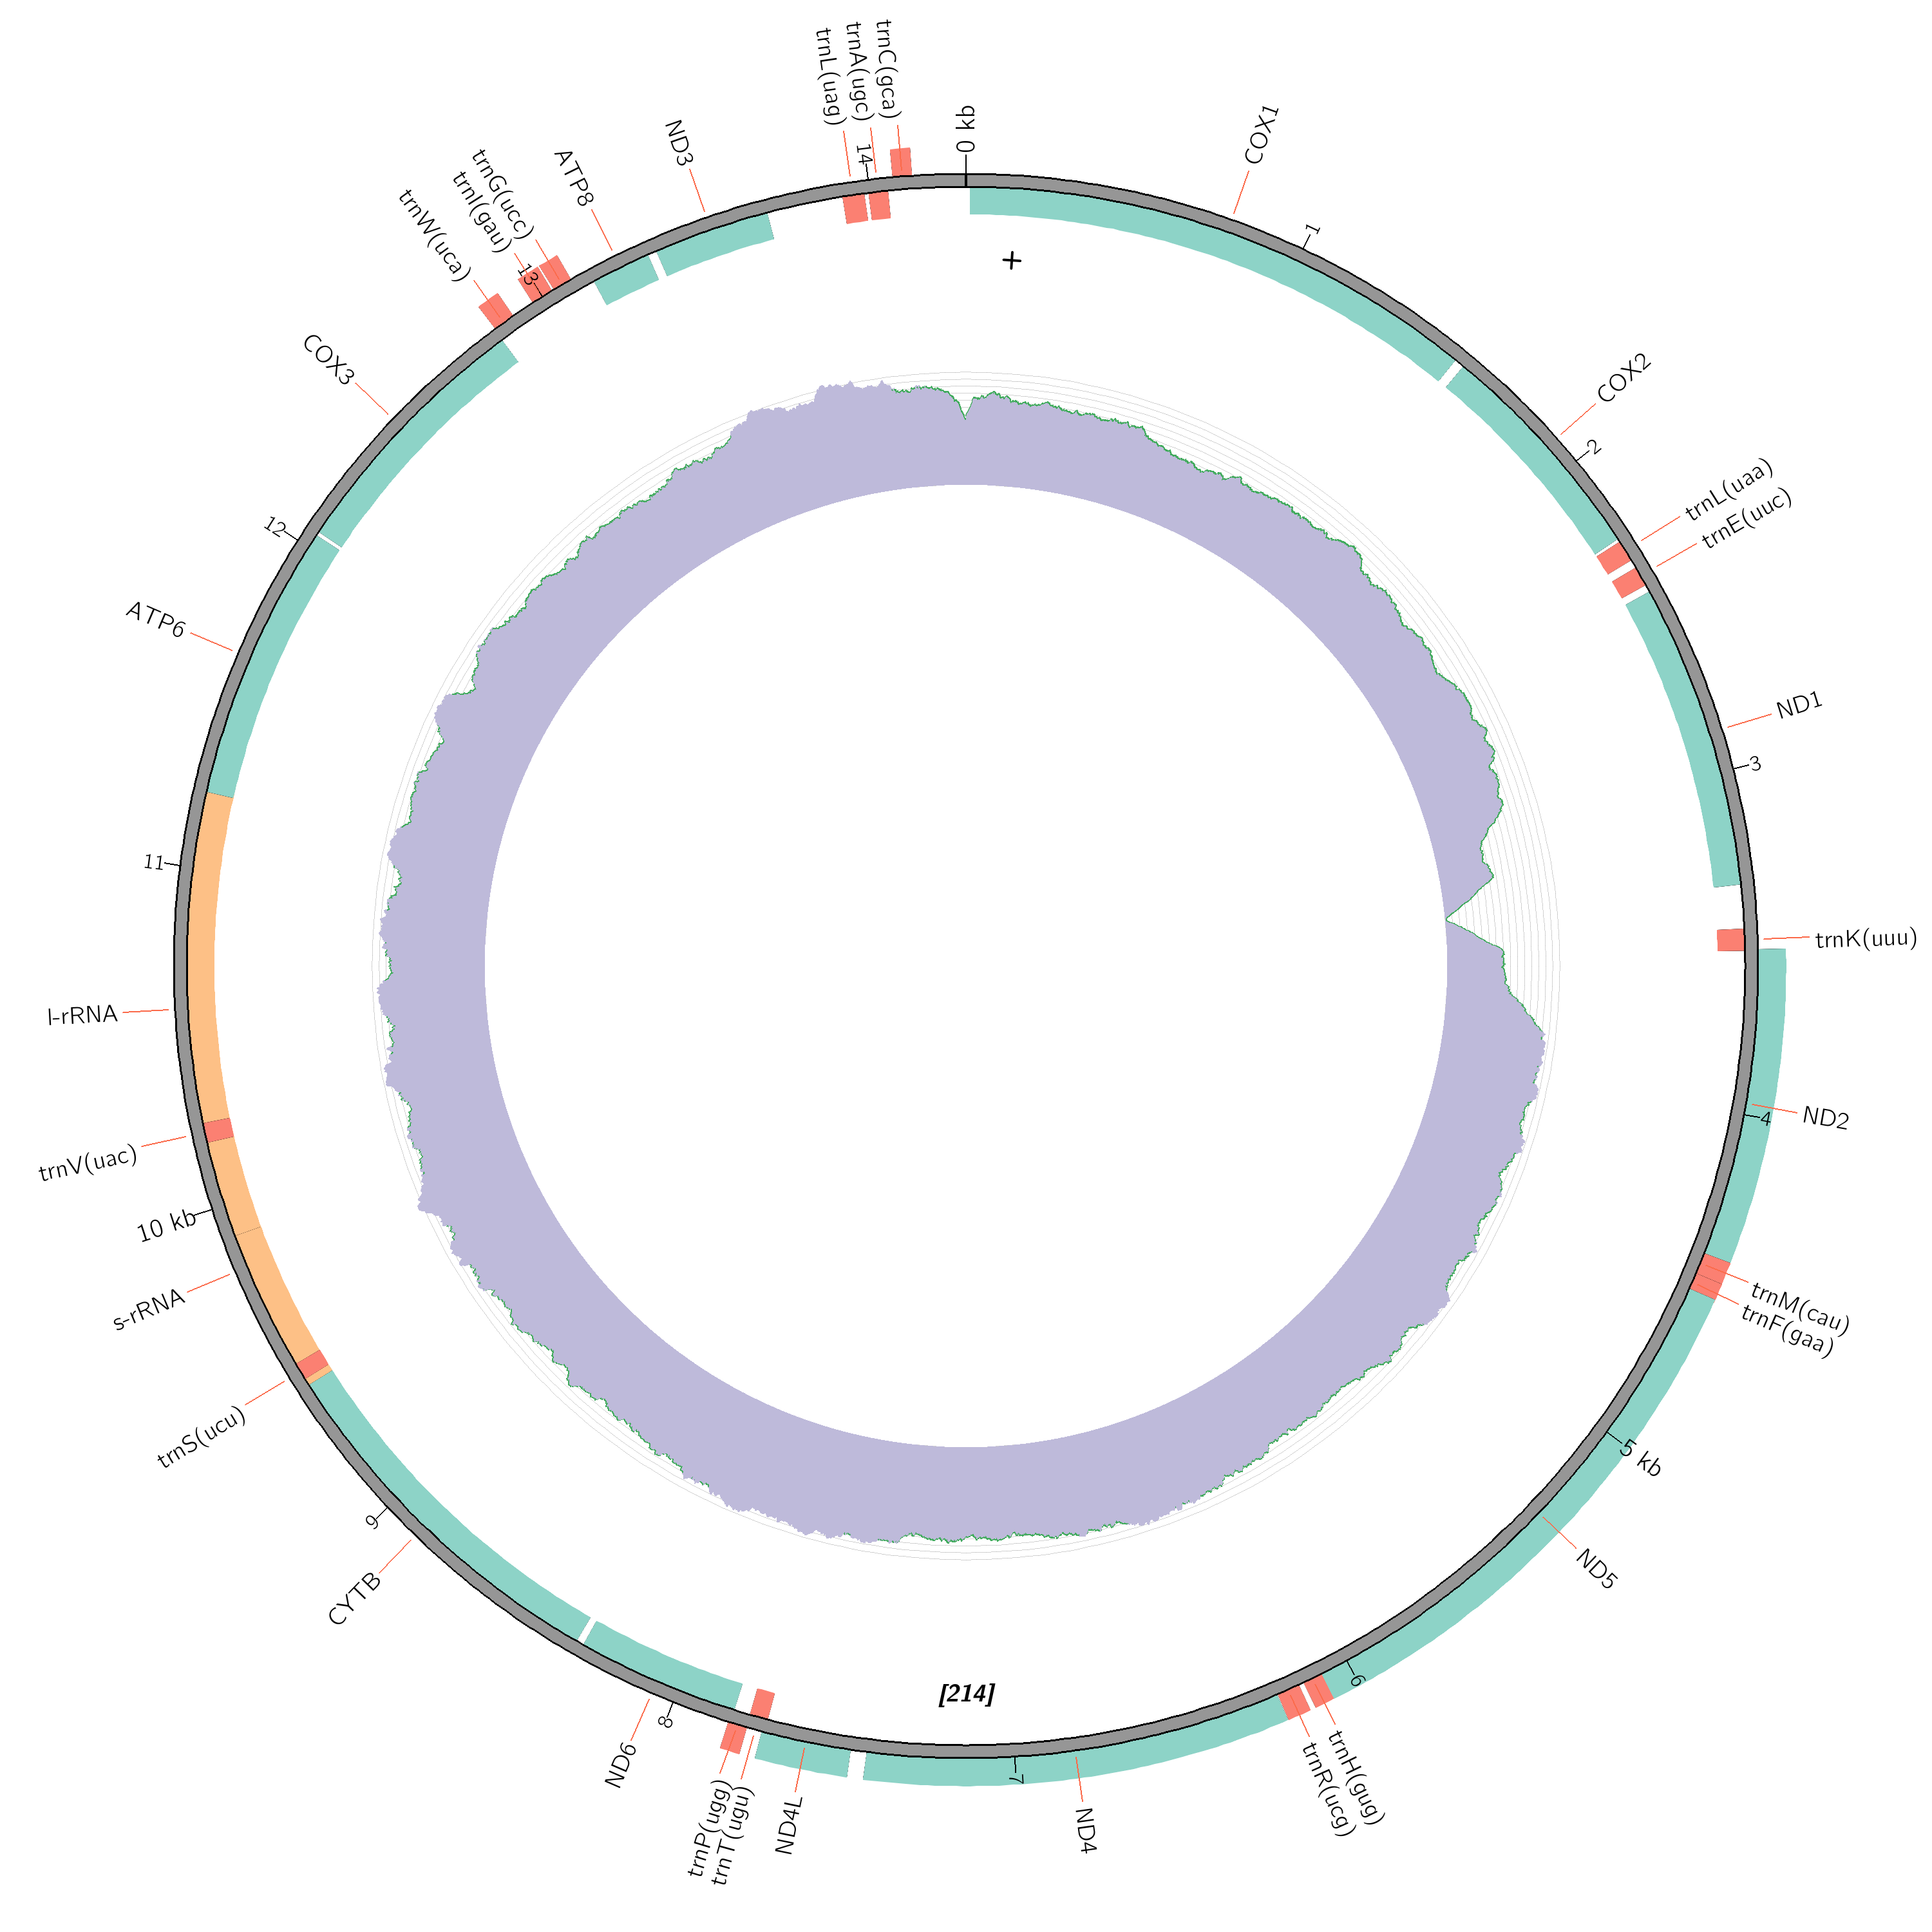 0 kb
COX1
1
COX2
2
trnL(uaa)
trnE(uuc)
ND1
3
trnK(uuu)
ND2
4
trnM(cau)
trnF(gaa)
5 kb
ND5
6
trnH(gug)
trnR(ucg)
ND4
7
ND4L
trnT(ugu)
trnP(ugg)
8
ND6
CYTB
9
trnS(ucu)
s-rRNA
10 kb
trnV(uac)
l-rRNA
11
ATP6
12
COX3
trnW(uca)
trnI(gau)
13
trnG(ucc)
ATP8
ND3
trnL(uag)
14
trnA(ugc)
trnC(gca)
+
[214]